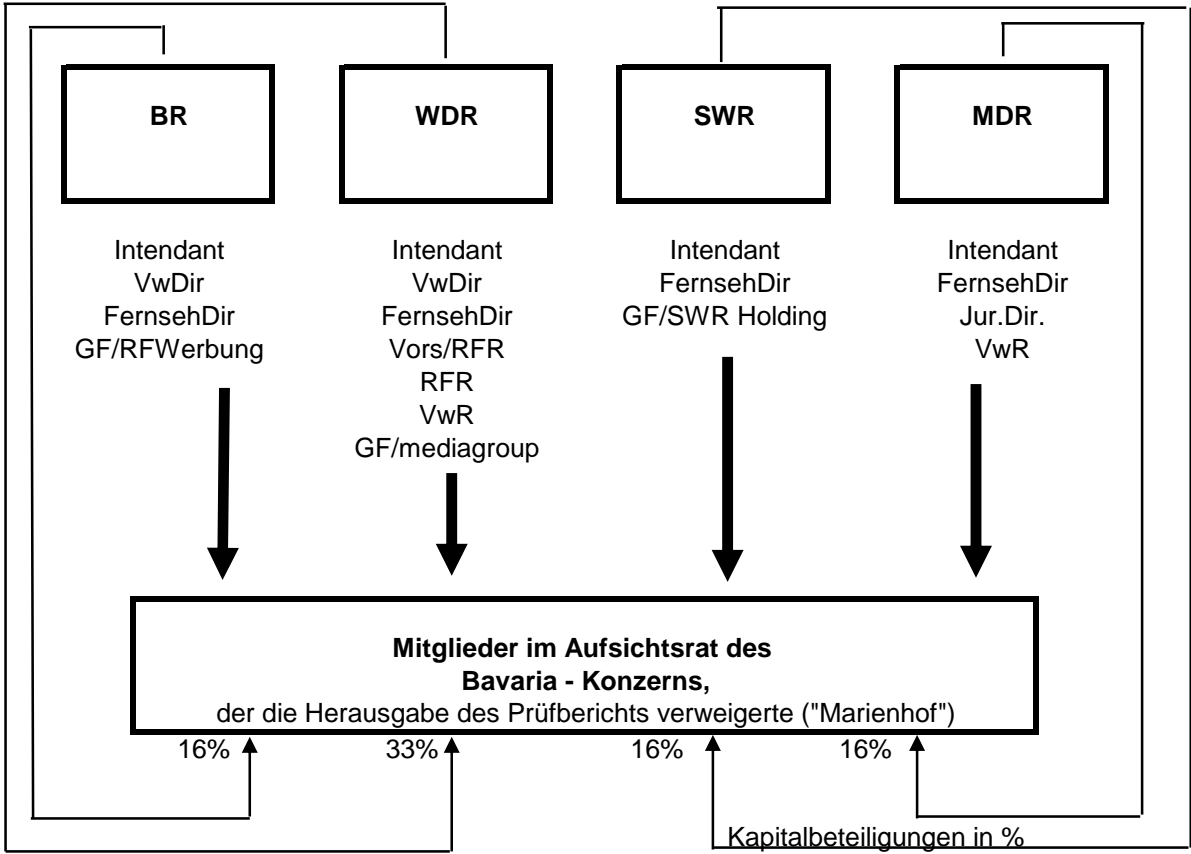 BR
WDR
SWR
MDR
Intendant
VwDir
FernsehDir
GF/RFWerbung
Intendant
VwDir
FernsehDir
Vors/RFR
RFR
VwR
GF/mediagroup
Intendant
FernsehDir
GF/SWR Holding
Intendant
FernsehDir
Jur.Dir.
VwR
Mitglieder im Aufsichtsrat des
Bavaria - Konzerns,
der die Herausgabe des Prüfberichts verweigerte ("Marienhof")
16%
33%
16%
16%
Kapitalbeteiligungen in %